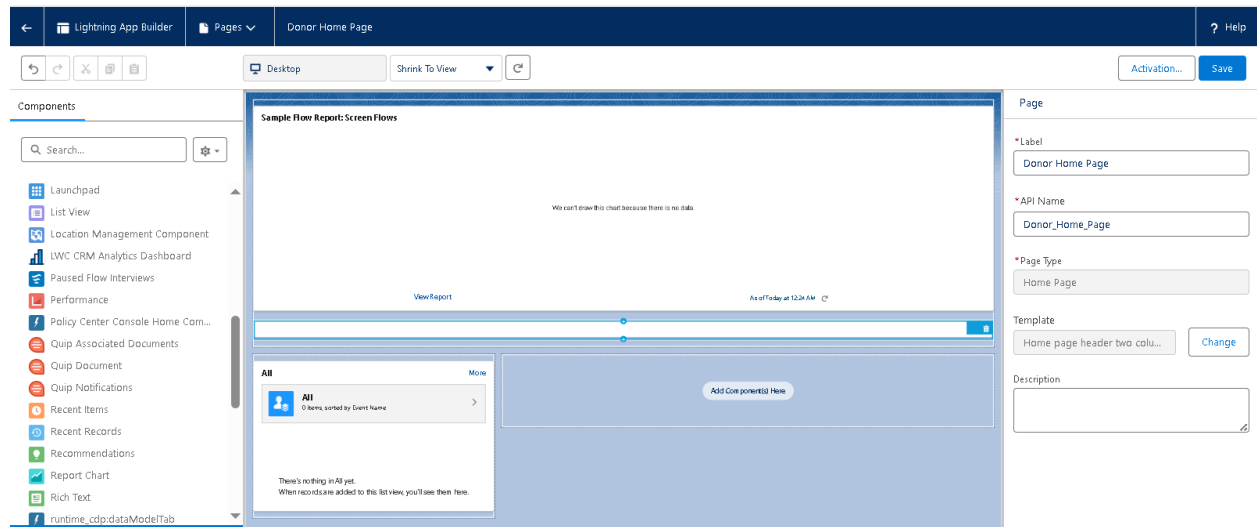 Lightning App Builder
Pages
Donor Home Page
? Help
Desktop
Shrink To View
Activation...
Save
Components
Search...
Launchpad
List View
Location Management Component
LWC CRM Analytics Dashboard
Paused Flow Interviews
Performance
Policy Center Console Home Com...
Quip Associated Documents
Quip Document
Quip Notifications
Recent Items
Recent Records
Recommendations
Report Chart
Rich Text
runtime_cdp:dataModelTab
Sample Flow Report: Screen Flows
We can't draw this chart because there is no data.
View Report
As of Today at 12:24 AM
All
More
All
0 items, sorted by Event Name
There's nothing in All yet.
When records are added to this list view, you'll see them here.
Add Component(s) Here
Page
*Label
Donor Home Page
*API Name
Donor_Home_Page
*Page Type
Home Page
Template
Home page header two colu...
Change
Description